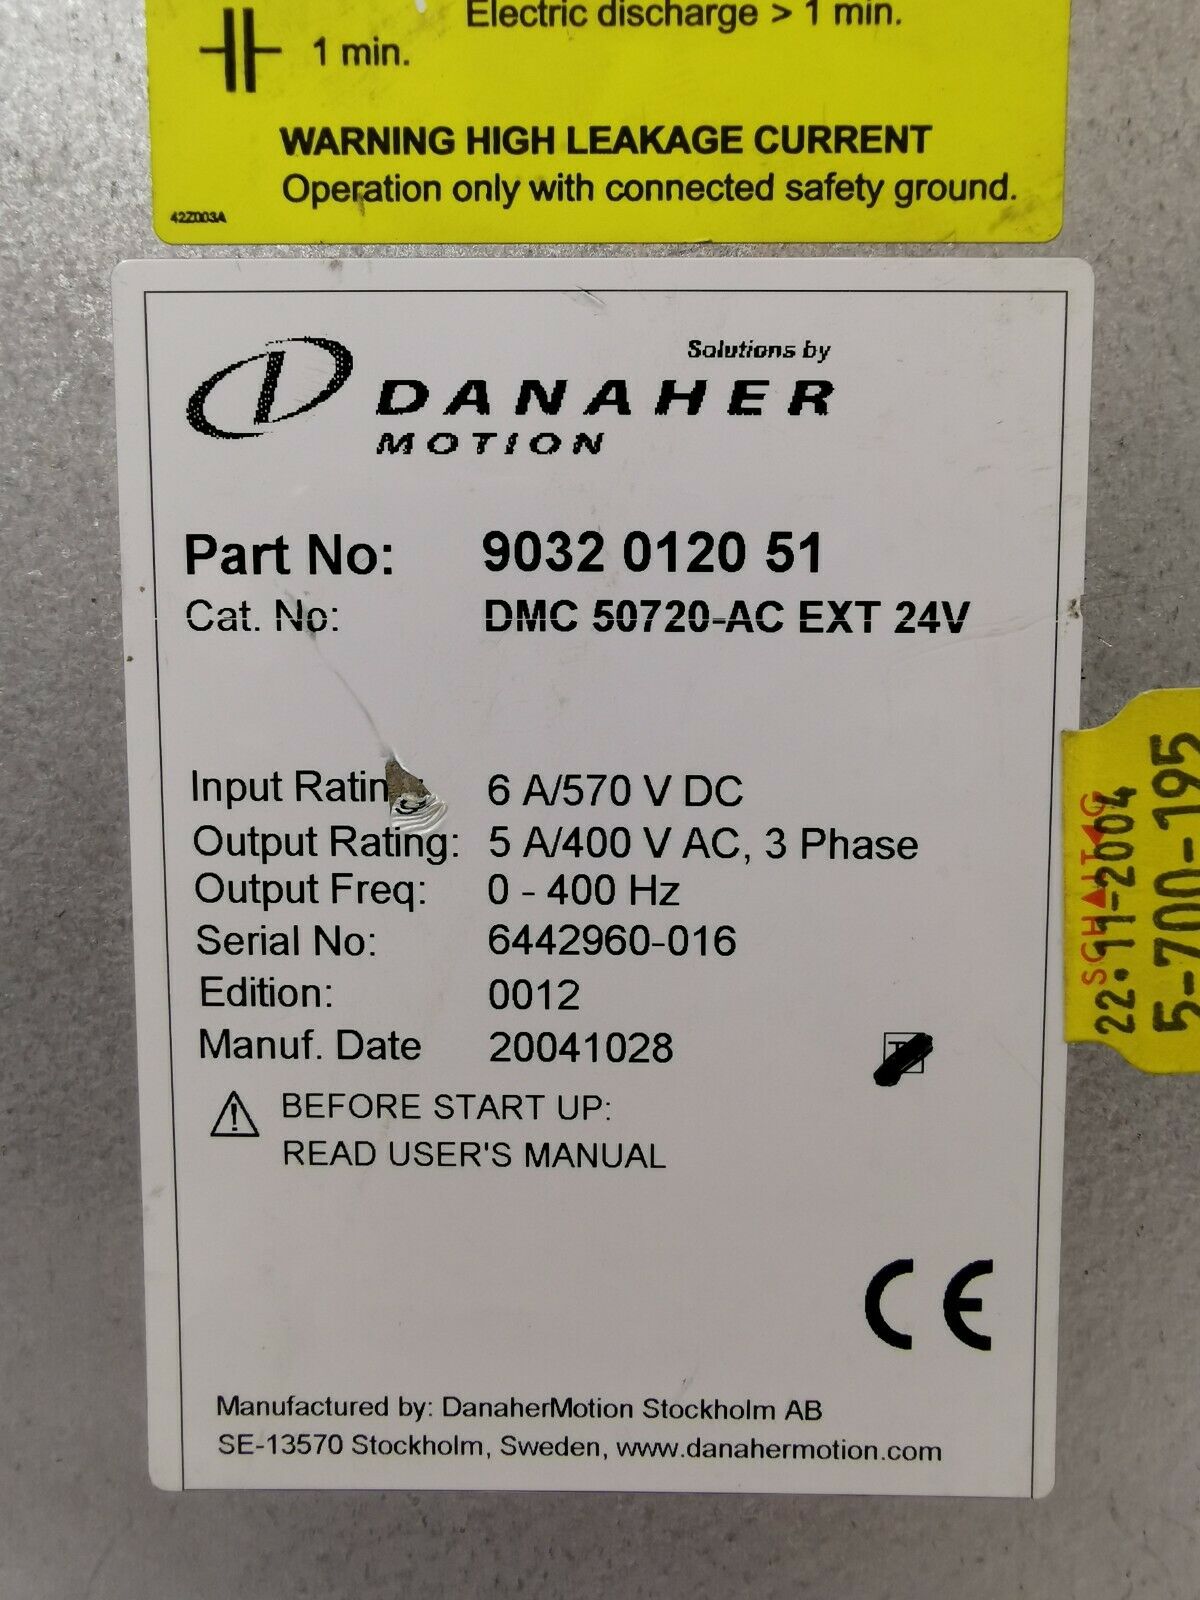 Electric discharge > 1 min.
1 min.
WARNING HIGH LEAKAGE CURRENT
Operation only with connected safety ground.
42Z003A
Solutions by
DANAHER
MOTION
Part No: 9032 0120 51
Cat. No: DMC 50720-AC EXT 24V
Input 6 A/570 V DC
Output Rating: 5 A/400 V AC, 3 Phase
Output Freq: 0 - 400 Hz
Serial No: 6442960-016
Edition: 0012
Manuf. Date 20041028
BEFORE START UP:
READ USER'S MANUAL
CE
Manufactured by: DanaherMotion Stockholm AB
SE-13570 Stockholm, Sweden, www.danahermotion.com
22.11-2004
5-700-195